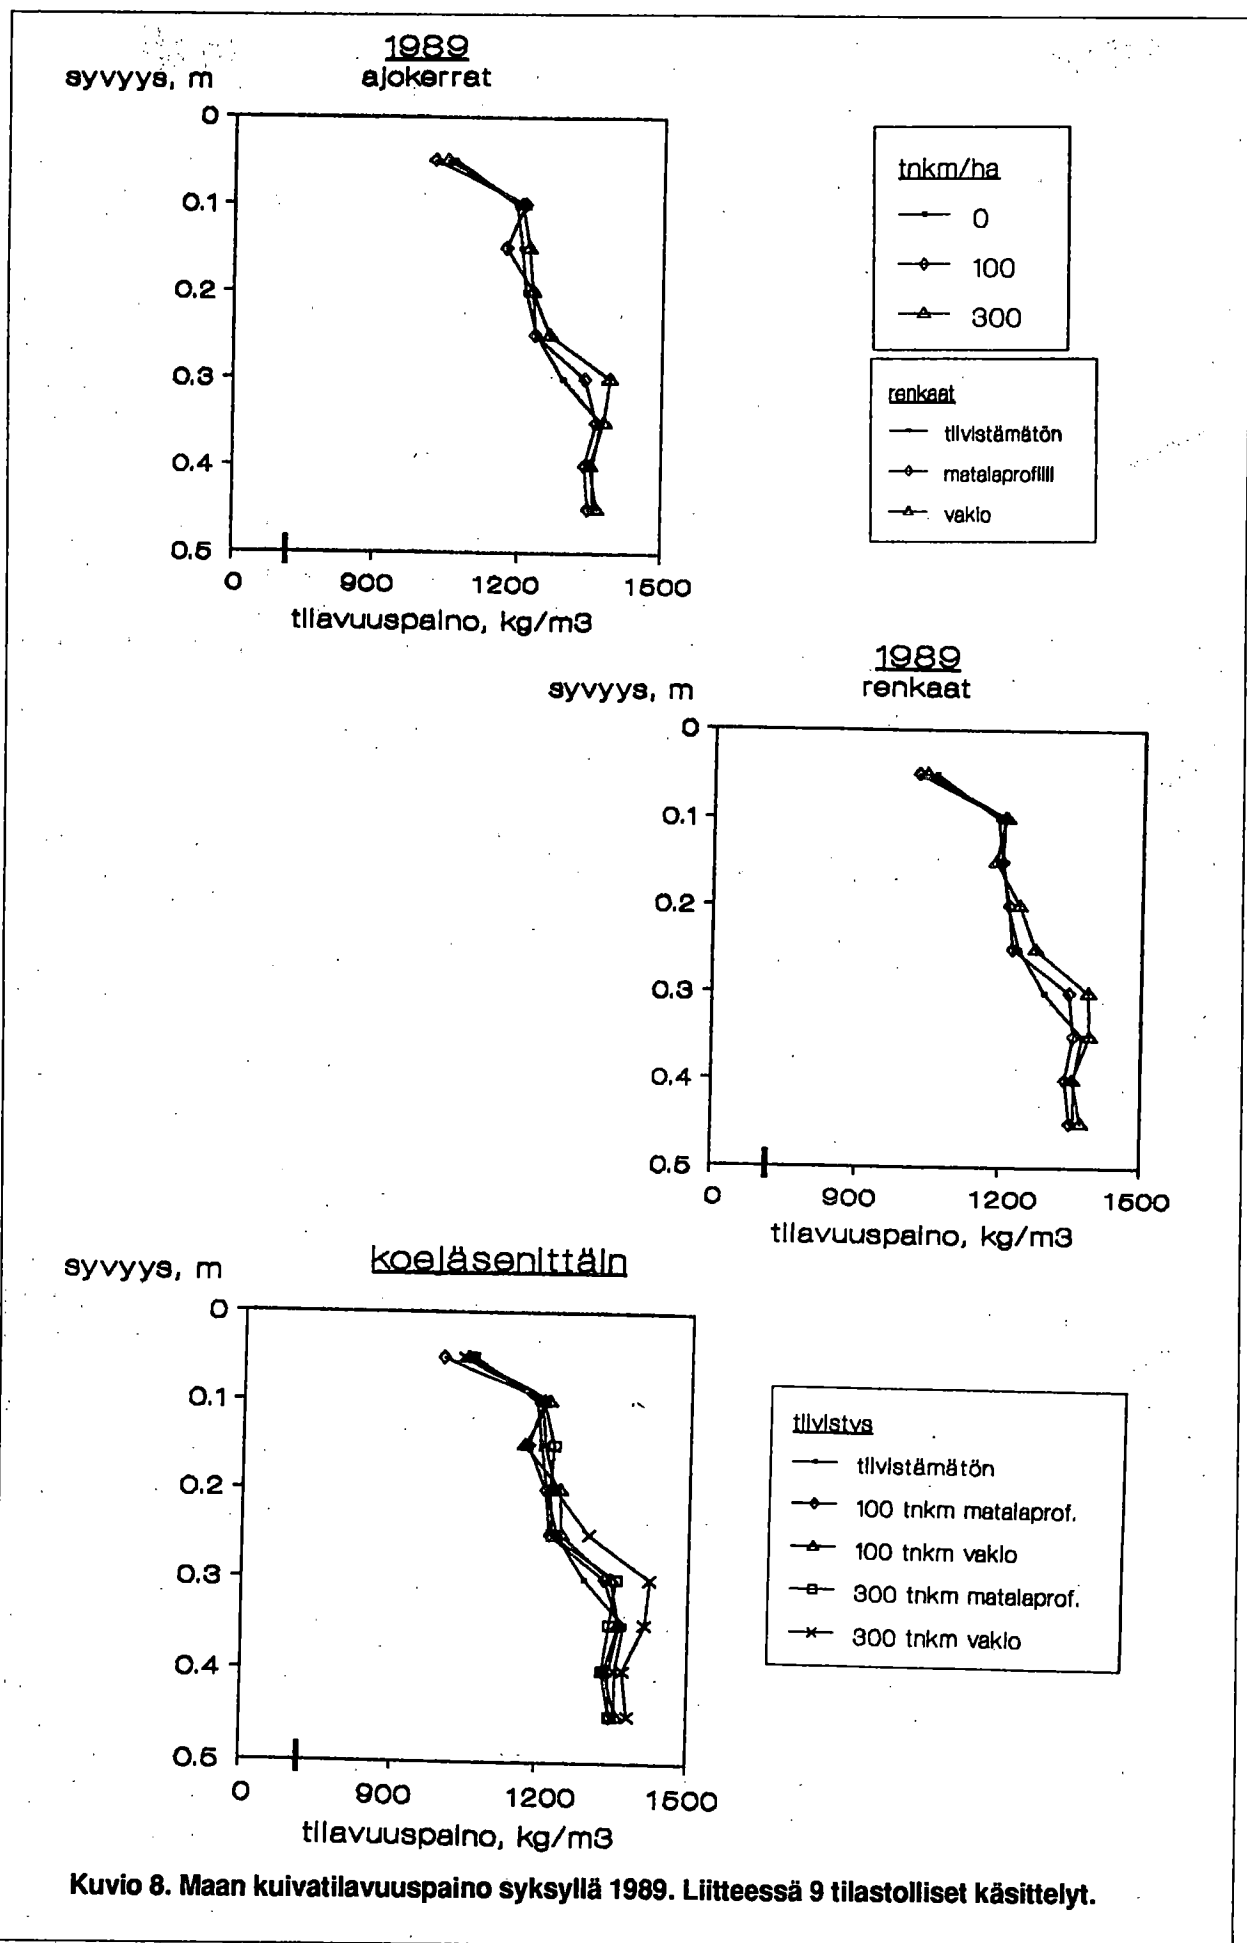 1989
ajokerrat
syvyys, m
0
0.1
0.2
0.3
0.4
0.5
0 900 1200 1500
tilavuuspaino, kg/m3
tnkm/ha
0
100
300
renkaat
tiivistämätön
matalaprofiili
vakio
1989
renkaat
syvyys, m
0
0.1
0.2
0.3
0.4
0.5
0 900 1200 1500
tilavuuspaino, kg/m3
koeläsenittäin
syvyys, m
0
0.1
0.2
0.3
0.4
0.5
0 900 1200 1500
tilavuuspaino, kg/m3
tiivistys
tiivistämätön
100 tnkm matalaprof.
100 tnkm vakio
300 tnkm matalaprof.
300 tnkm vakio
Kuvio 8. Maan kuivatilavuuspaino syksyllä 1989. Liitteessä 9 tilastolliset käsittelyt.